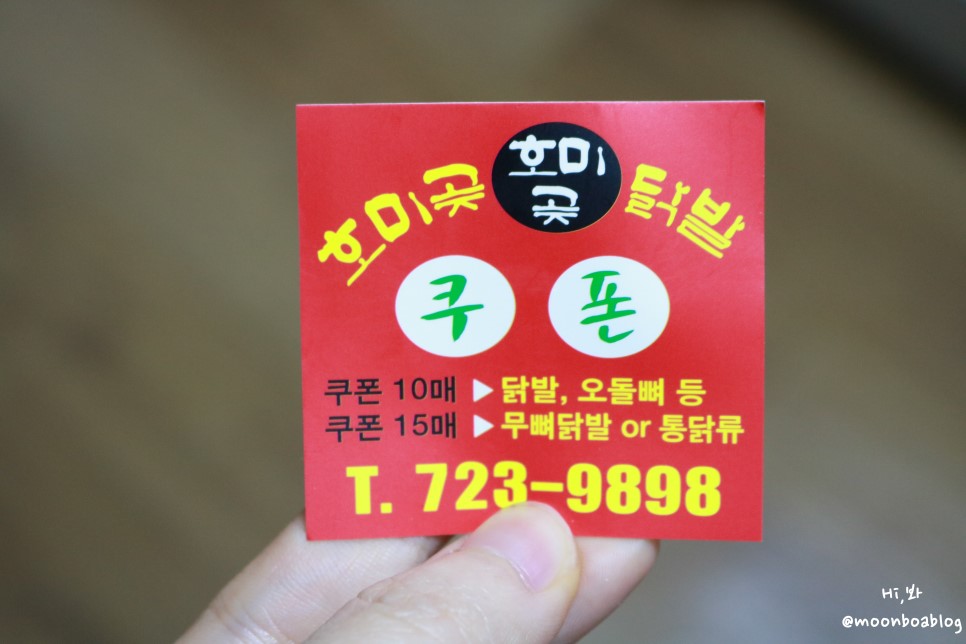 호미곶 닭발
호미
곶
쿠폰
쿠폰 10매 ▶ 닭발, 오돌뼈 등
쿠폰 15매 ▶ 무뼈닭발 or 통닭류
T. 723-9898
Hi,봐
@moonboablog